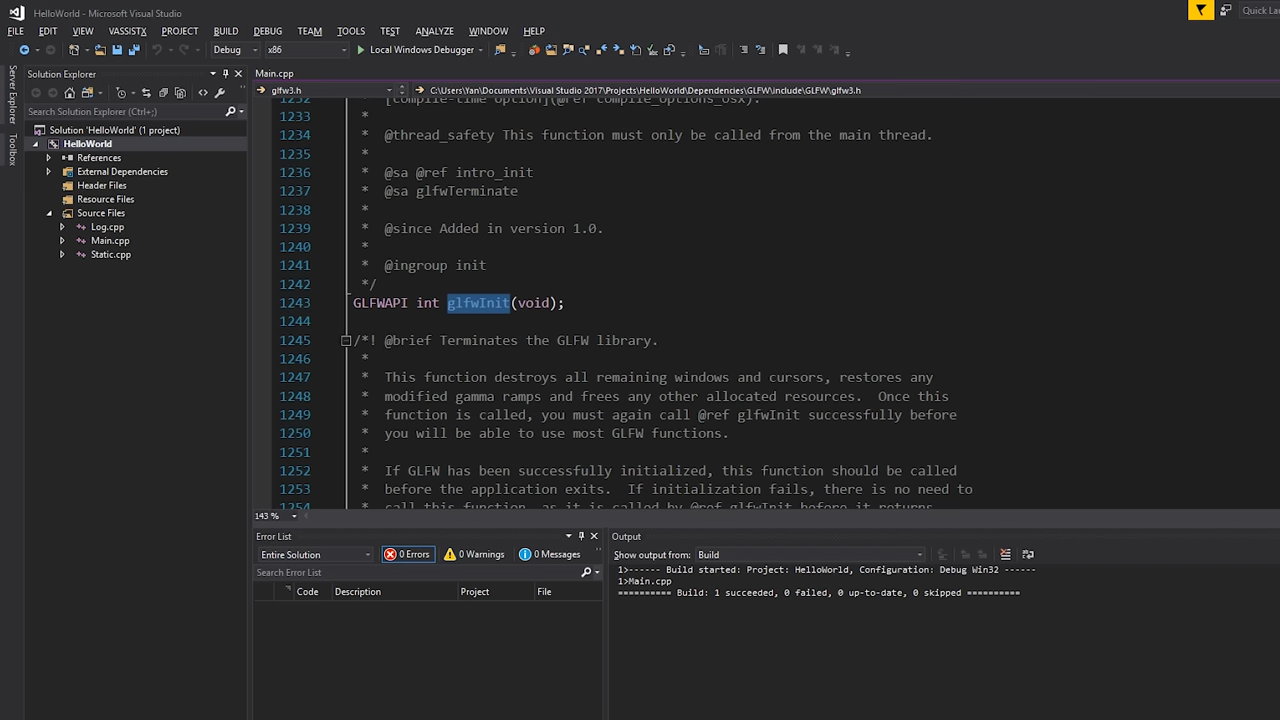 HelloWorld - Microsoft Visual Studio
Quick La
FILE EDIT VIEW VASSISTX PROJECT BUILD DEBUG TEAM TOOLS TEST ANALYZE WINDOW HELP
Debug x86 Local Windows Debugger
Server Explorer
Toolbox
Solution Explorer
Search Solution Explorer (Ctrl+;)
Solution 'HelloWorld' (1 project)
HelloWorld
References
External Dependencies
Header Files
Resource Files
Source Files
Log.cpp
Main.cpp
Static.cpp
Main.cpp
glfw3.h C:\Users\Yan\Documents\Visual Studio 2017\Projects\HelloWorld\Dependencies\GLFW\include\GLFW\glfw3.h
1232 [compile-time option](@ref compile_options_osx).
1233 *
1234 * @thread_safety This function must only be called from the main thread.
1235 *
1236 * @sa @ref intro_init
1237 * @sa glfwTerminate
1238 *
1239 * @since Added in version 1.0.
1240 *
1241 * @ingroup init
1242 */
1243 GLFWAPI int glfwInit(void);
1244
1245 /*! @brief Terminates the GLFW library.
1246 *
1247 * This function destroys all remaining windows and cursors, restores any
1248 * modified gamma ramps and frees any other allocated resources. Once this
1249 * function is called, you must again call @ref glfwInit successfully before
1250 * you will be able to use most GLFW functions.
1251 *
1252 * If GLFW has been successfully initialized, this function should be called
1253 * before the application exits. If initialization fails, there is no need to
1254 * call this function, as it is called by @ref glfwInit before it returns
143 %
Error List
Entire Solution 0 Errors 0 Warnings 0 Messages
Search Error List
Code Description Project File
Output
Show output from: Build
1>------ Build started: Project: HelloWorld, Configuration: Debug Win32 ------
1>Main.cpp
========== Build: 1 succeeded, 0 failed, 0 up-to-date, 0 skipped ==========